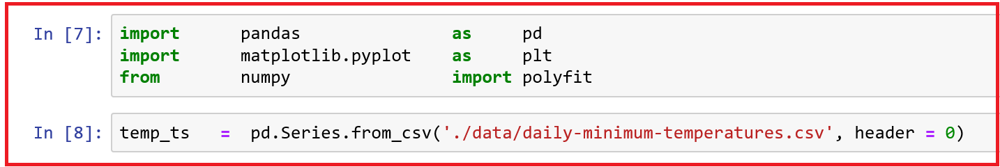 In [7]: import pandas as pd
import matplotlib.pyplot as plt
from numpy import polyfit
In [8]: temp_ts = pd.Series.from_csv('./data/daily-minimum-temperatures.csv', header = 0)